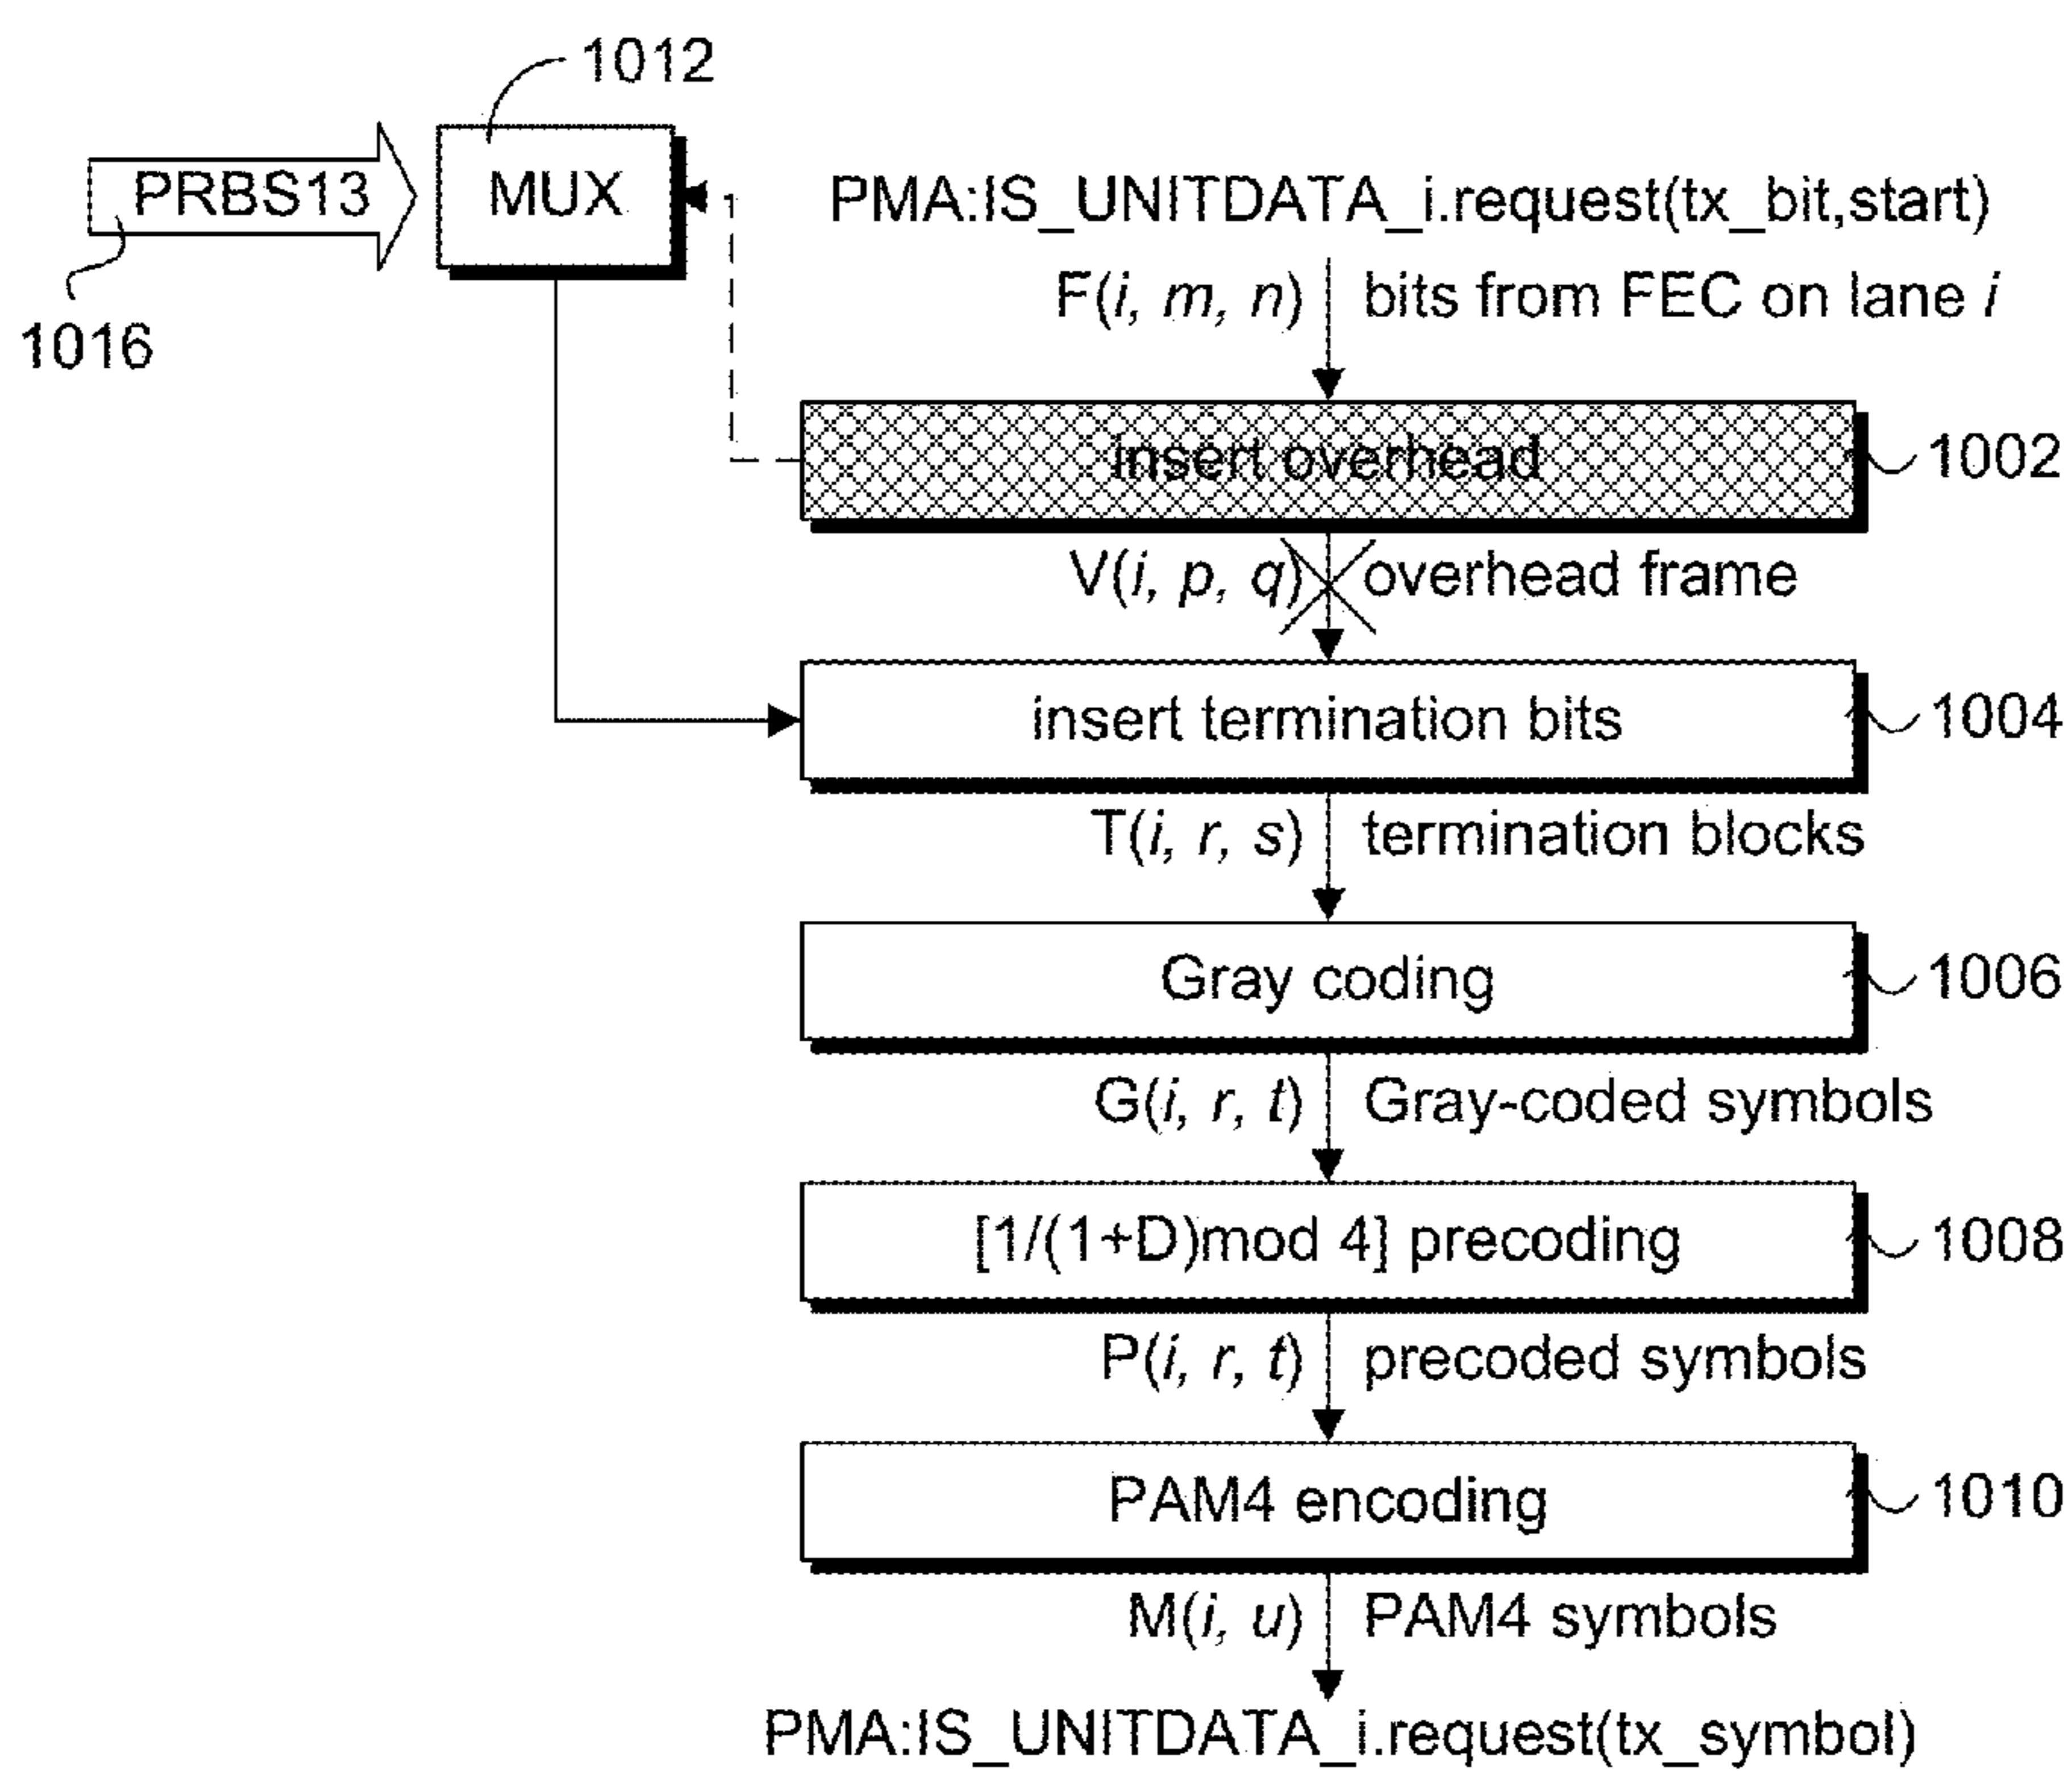 1012
PRBS13
MUX
1016
PMA:IS_UNITDATA_i.request(tx_bit,start)
F(i, m, n) bits from FEC on lane i
insert overhead
1002
V(i, p, q) overhead frame
insert termination bits
1004
T(i, r, s) termination blocks
Gray coding
1006
G(i, r, t) Gray-coded symbols
[1/(1+D)mod 4] precoding
1008
P(i, r, t) precoded symbols
PAM4 encoding
1010
M(i, u) PAM4 symbols
PMA:IS_UNITDATA_i.request(tx_symbol)